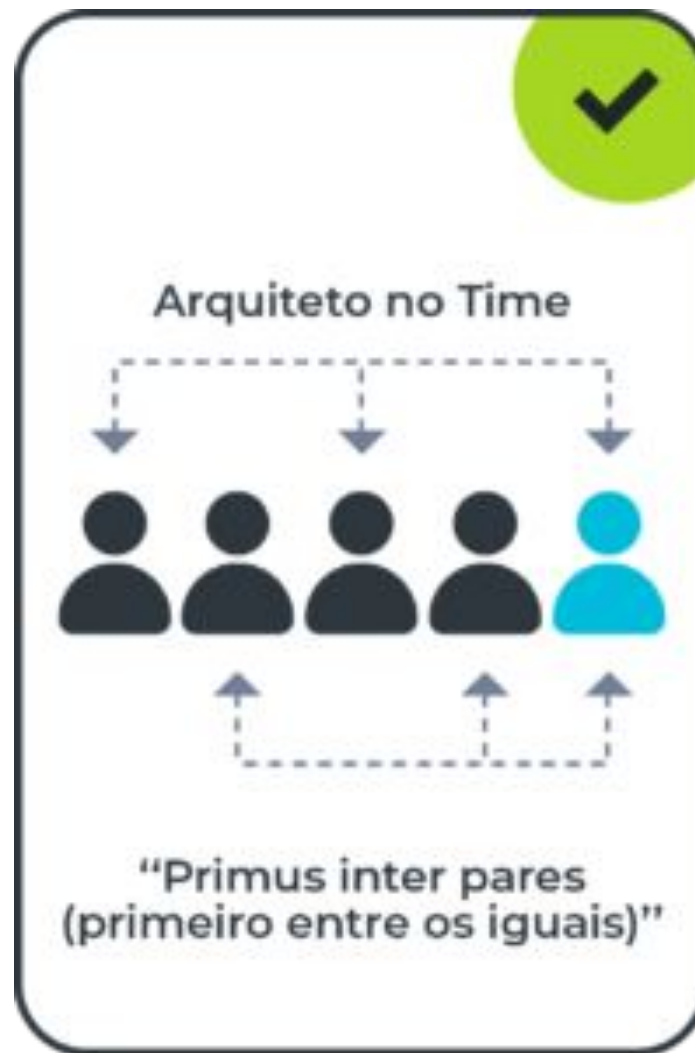 Arquiteto no Time
“Primus inter pares
(primeiro entre os iguais)”